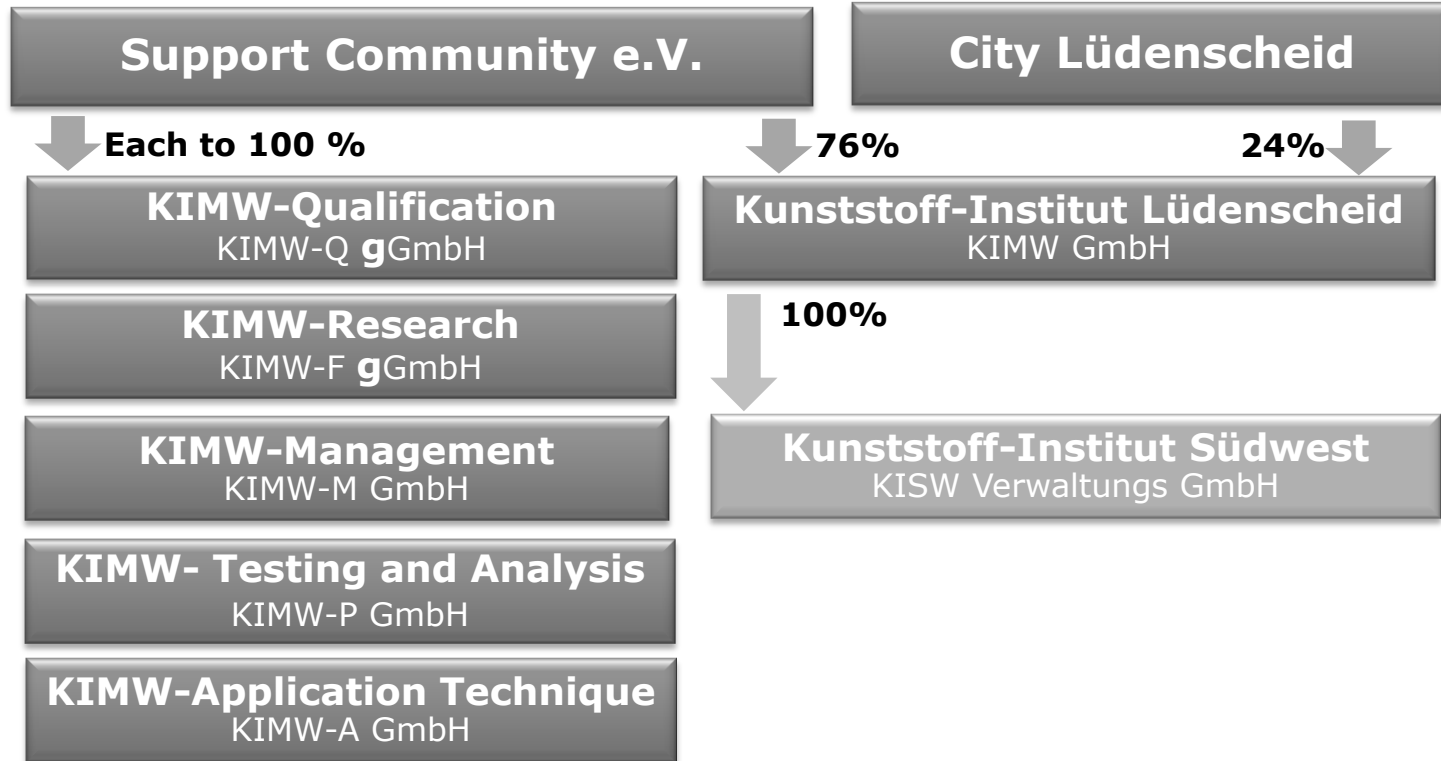 Support Community e.V.
City Lüdenscheid
Each to 100 %
76%
24%
KIMW-Qualification
KIMW-Q gGmbH
Kunststoff-Institut Lüdenscheid
KIMW GmbH
KIMW-Research
KIMW-F gGmbH
100%
KIMW-Management
KIMW-M GmbH
Kunststoff-Institut Südwest
KISW Verwaltungs GmbH
KIMW- Testing and Analysis
KIMW-P GmbH
KIMW-Application Technique
KIMW-A GmbH